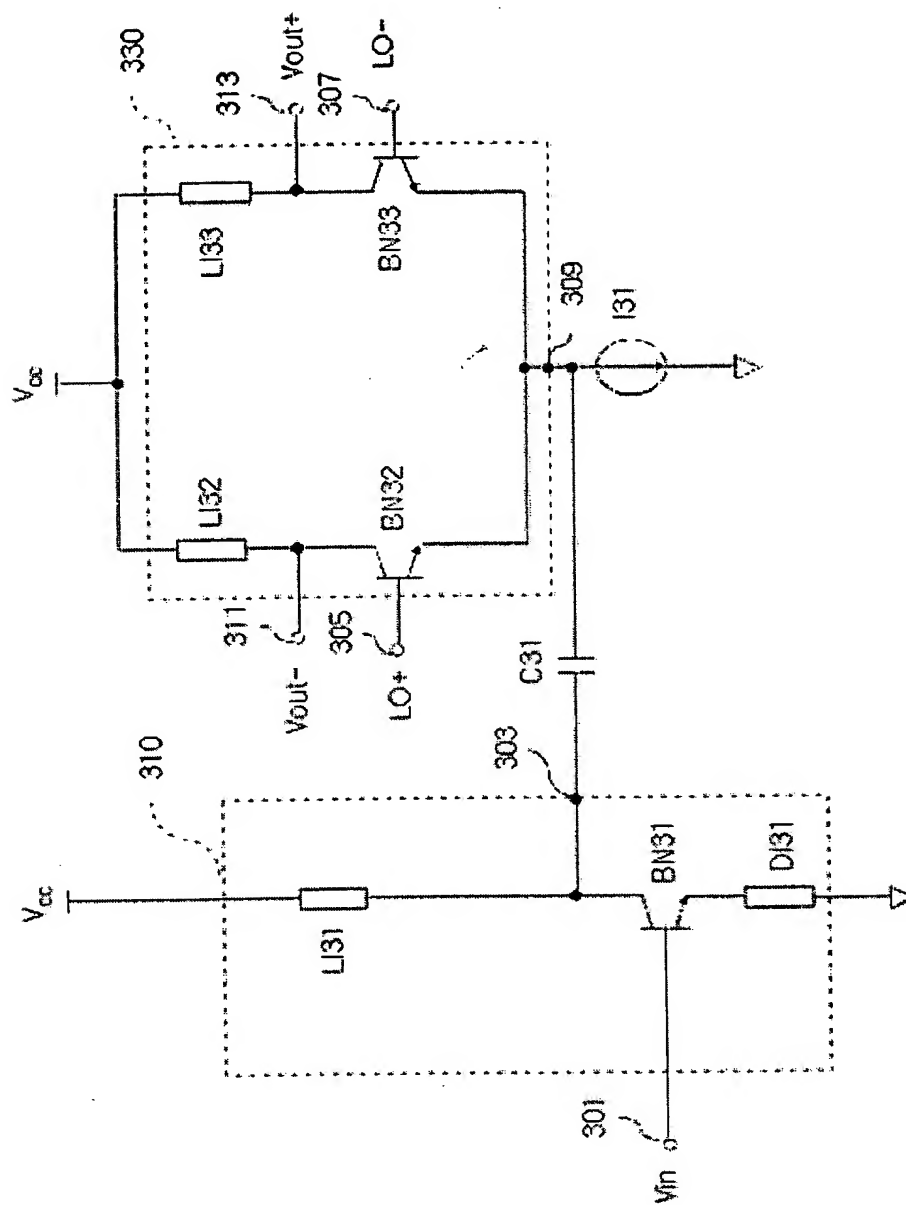 330
Vcc
LI32
LI33
311
Vout-
313
Vout+
305
LO+
BN32
BN33
307
LO-
309
I31
C31
310
Vcc
LI31
303
301
Vin
BN31
DI31